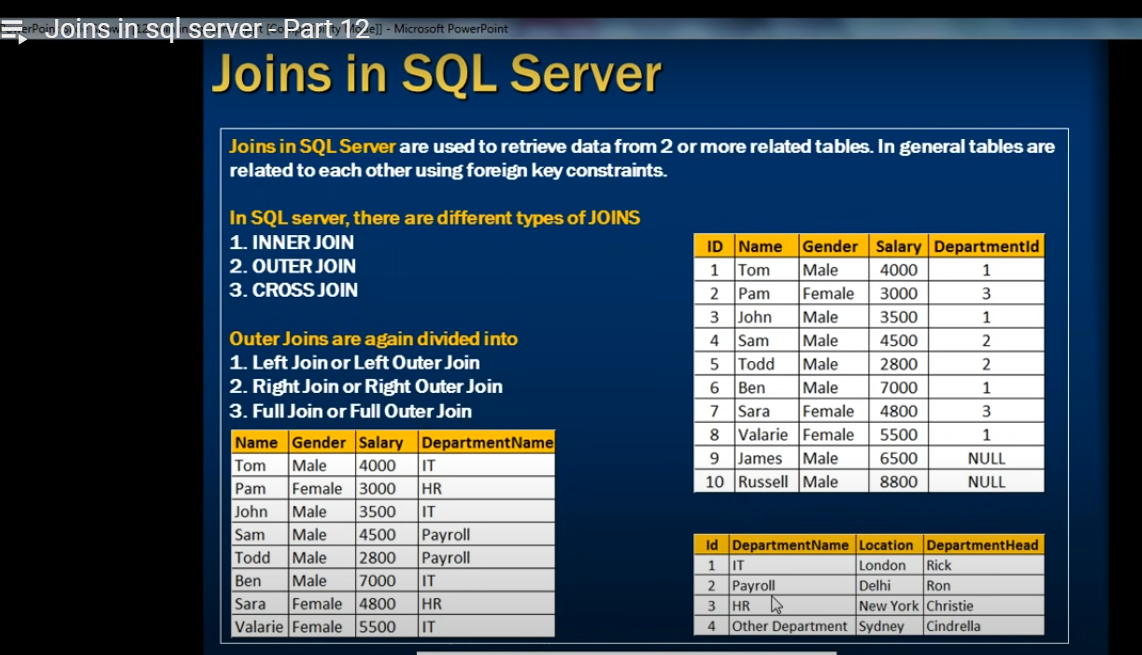 Joins in sql server - Part 12
- Microsoft PowerPoint
Joins in SQL Server
Joins in SQL Server are used to retrieve data from 2 or more related tables. In general tables are
related to each other using foreign key constraints.
In SQL server, there are different types of JOINS
1. INNER JOIN
2. OUTER JOIN
3. CROSS JOIN
Outer Joins are again divided into
1. Left Join or Left Outer Join
2. Right Join or Right Outer Join
3. Full Join or Full Outer Join
Name Gender Salary DepartmentName
Tom Male 4000 IT
Pam Female 3000 HR
John Male 3500 IT
Sam Male 4500 Payroll
Todd Male 2800 Payroll
Ben Male 7000 IT
Sara Female 4800 HR
Valarie Female 5500 IT
ID Name Gender Salary DepartmentId
1 Tom Male 4000 1
2 Pam Female 3000 3
3 John Male 3500 1
4 Sam Male 4500 2
5 Todd Male 2800 2
6 Ben Male 7000 1
7 Sara Female 4800 3
8 Valarie Female 5500 1
9 James Male 6500 NULL
10 Russell Male 8800 NULL
Id DepartmentName Location DepartmentHead
1 IT London Rick
2 Payroll Delhi Ron
3 HR New York Christie
4 Other Department Sydney Cindrella